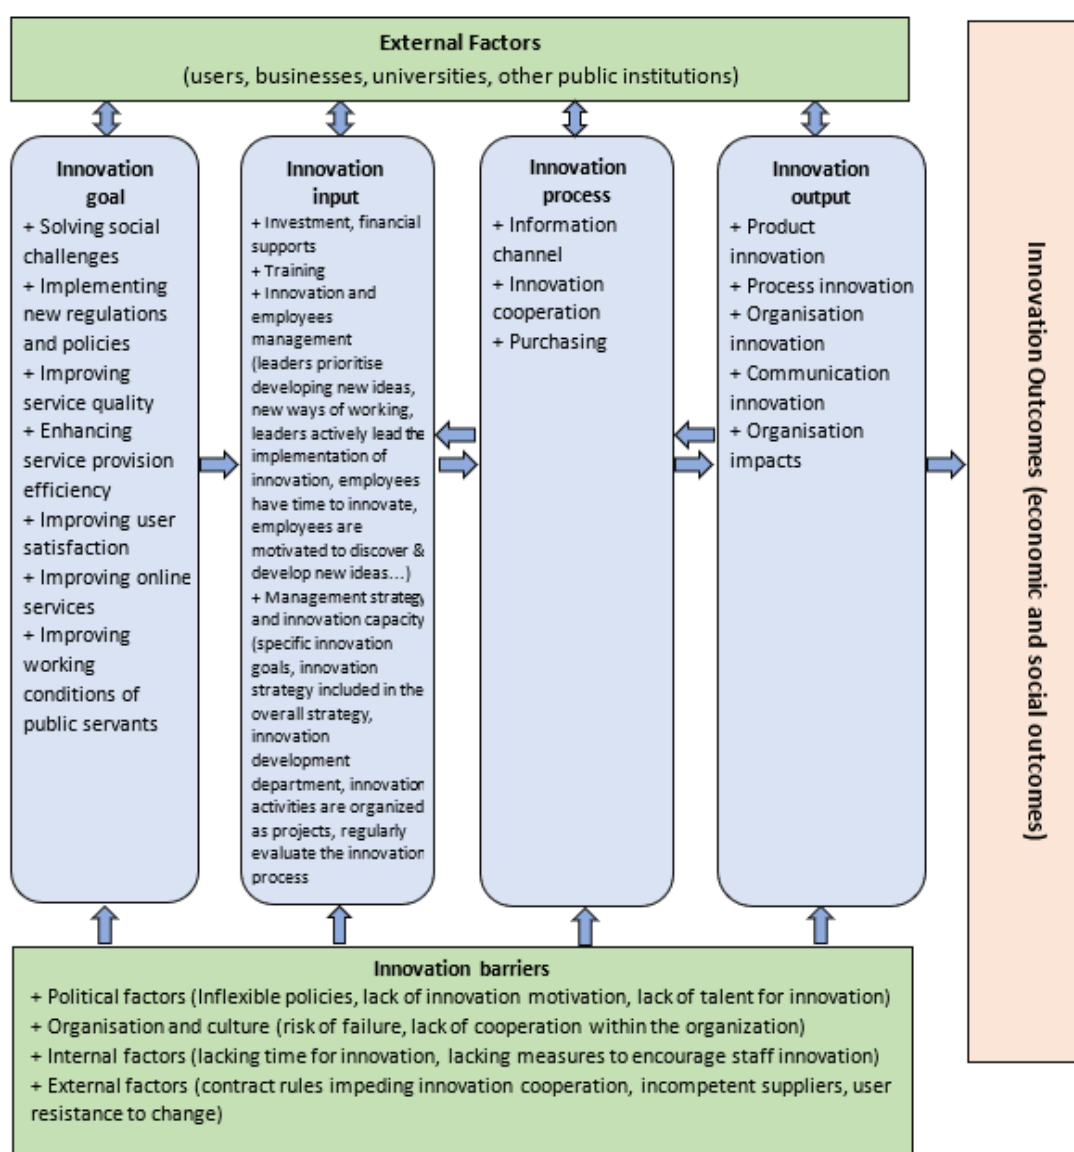 External Factors
(users, businesses, universities, other public institutions)
Innovation
goal
+ Solving social
challenges
+ Implementing
new regulations
and policies
+ Improving
service quality
+ Enhancing
service provision
efficiency
+ Improving user
satisfaction
+ Improving online
services
+ Improving
working
conditions of
public servants
Innovation
input
+ Investment, financial
supports
+ Training
+ Innovation and
employees
management
(leaders prioritise
developing new ideas,
new ways of working,
leaders actively lead the
implementation of
innovation, employees
have time to innovate,
employees are
motivated to discover &
develop new ideas...)
+ Management strategy
and innovation capacity
(specific innovation
goals, innovation
strategy included in the
overall strategy,
innovation
development
department, innovation
activities are organized
as projects, regularly
evaluate the innovation
process
Innovation
process
+ Information
channel
+ Innovation
cooperation
+ Purchasing
Innovation
output
+ Product
innovation
+ Process innovation
+ Organisation
innovation
+ Communication
innovation
+ Organisation
impacts
Innovation Outcomes (economic and social outcomes)
Innovation barriers
+ Political factors (Inflexible policies, lack of innovation motivation, lack of talent for innovation)
+ Organisation and culture (risk of failure, lack of cooperation within the organization)
+ Internal factors (lacking time for innovation, lacking measures to encourage staff innovation)
+ External factors (contract rules impeding innovation cooperation, incompetent suppliers, user
resistance to change)